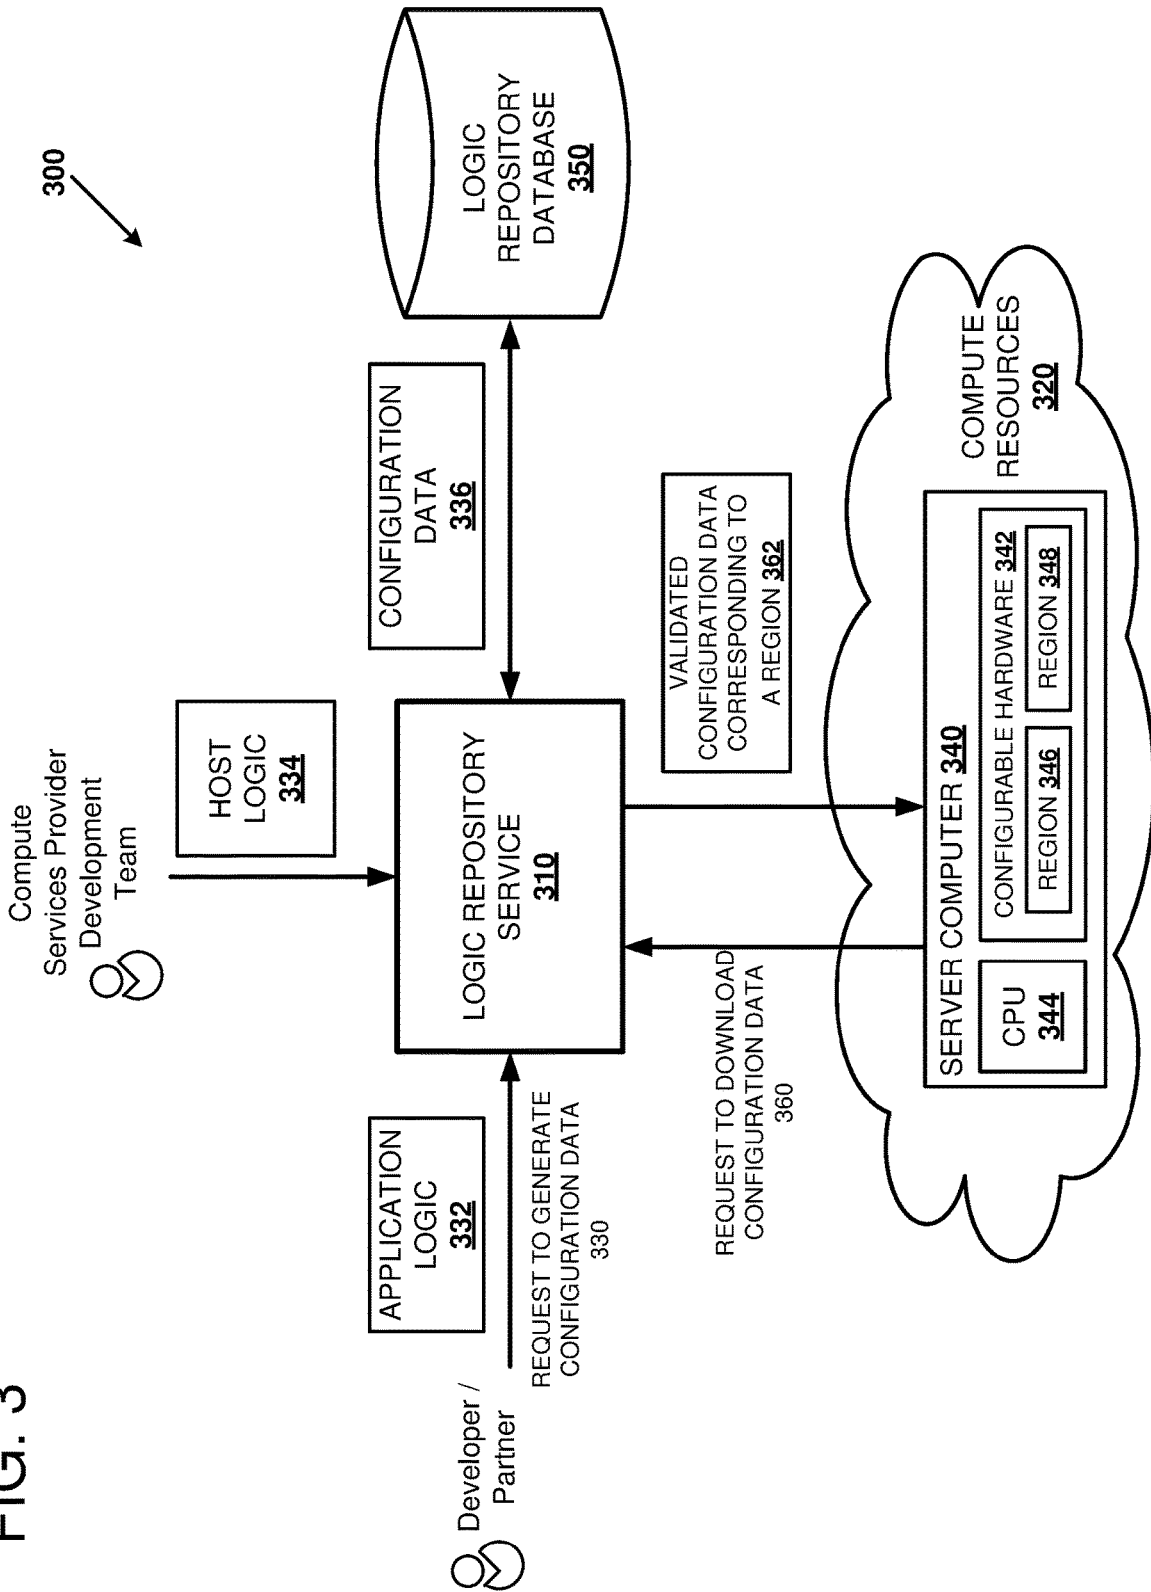 FIG. 3
300
Compute
Services Provider
Development
Team
HOST
LOGIC
334
Developer /
Partner
APPLICATION
LOGIC
332
REQUEST TO GENERATE
CONFIGURATION DATA
330
LOGIC REPOSITORY
SERVICE
310
CONFIGURATION
DATA
336
LOGIC
REPOSITORY
DATABASE
350
REQUEST TO DOWNLOAD
CONFIGURATION DATA
360
VALIDATED
CONFIGURATION DATA
CORRESPONDING TO
A REGION 362
COMPUTE
RESOURCES
320
SERVER COMPUTER 340
CPU
344
CONFIGURABLE HARDWARE 342
REGION 346
REGION 348